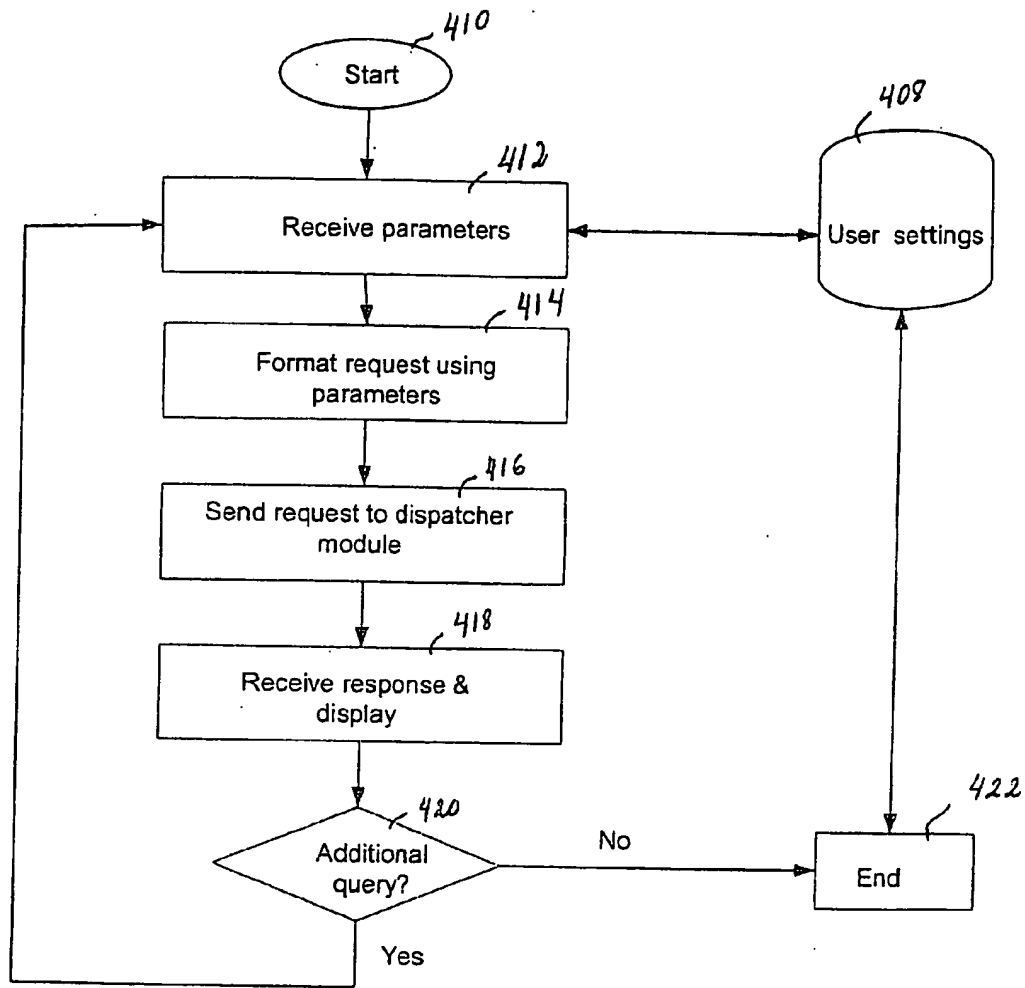 410
Start
408
412
Receive parameters
User settings
414
Format request using
parameters
416
Send request to dispatcher
module
418
Receive response &
display
420
Additional
query?
No
422
End
Yes